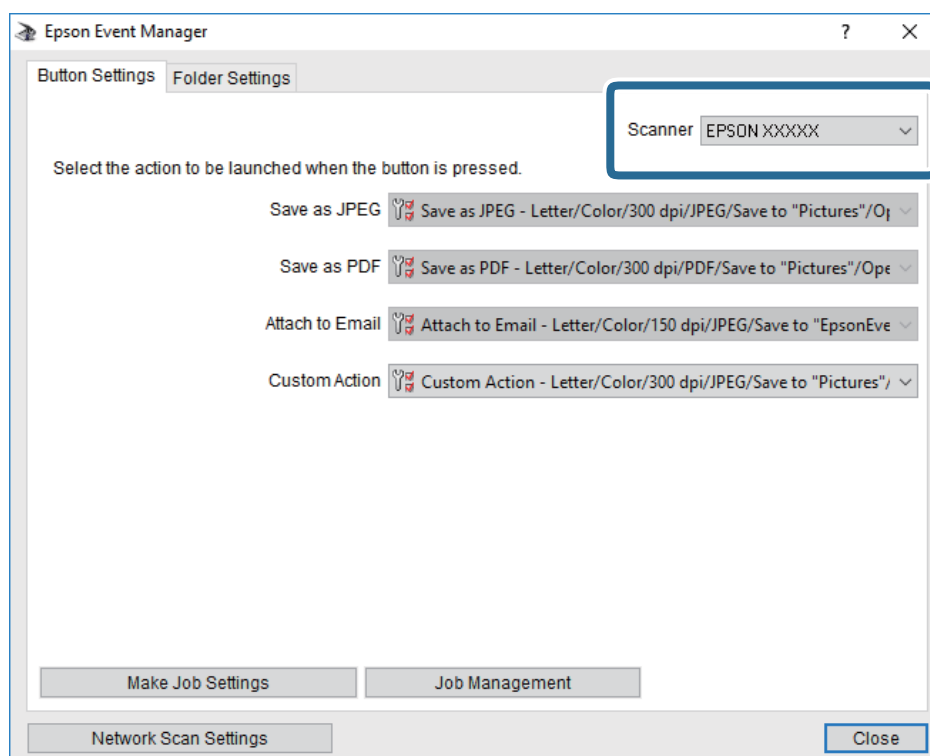 Epson Event Manager
Button Settings Folder Settings
Scanner EPSON XXXXX
Select the action to be launched when the button is pressed.
Save as JPEG Save as JPEG - Letter/Color/300 dpi/JPEG/Save to "Pictures"/Op
Save as PDF Save as PDF - Letter/Color/300 dpi/PDF/Save to "Pictures"/Ope
Attach to Email Attach to Email - Letter/Color/150 dpi/JPEG/Save to "EpsonEve
Custom Action Custom Action - Letter/Color/300 dpi/JPEG/Save to "Pictures"/
Make Job Settings Job Management
Network Scan Settings Close